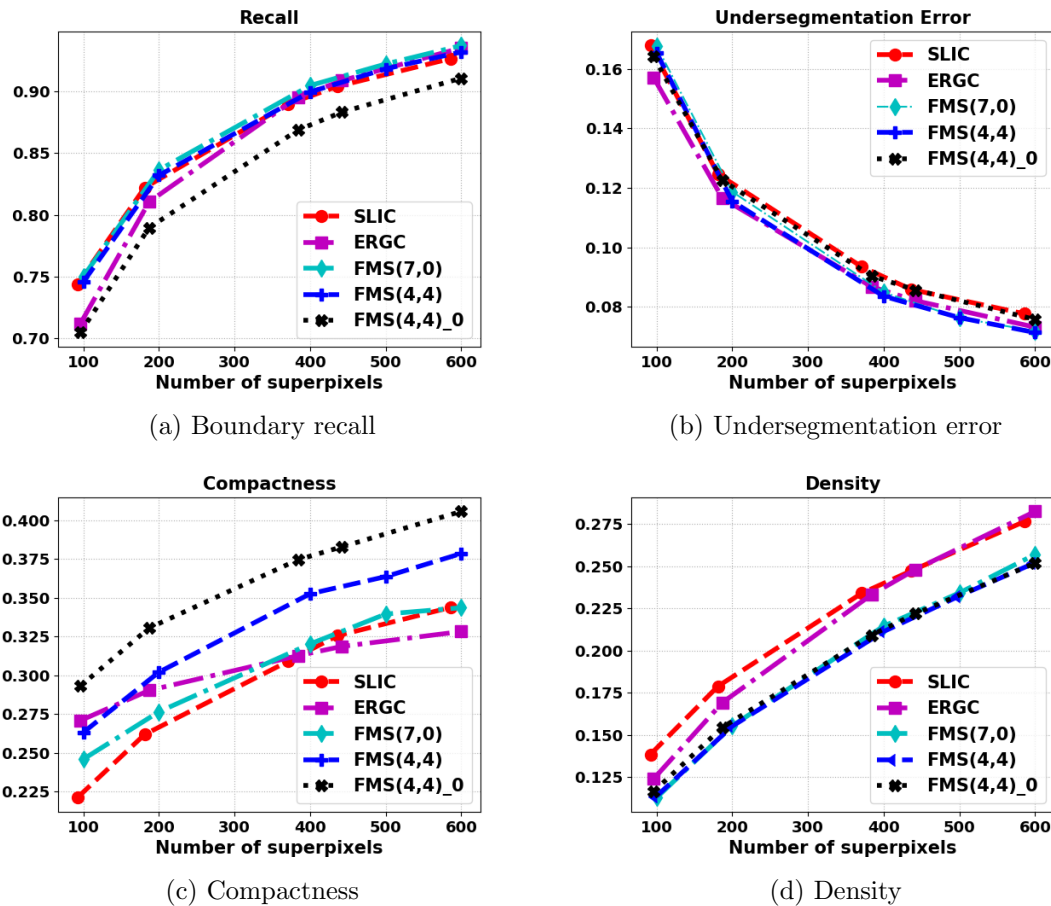 Recall
0.90
0.85
0.80
0.75
0.70
SLIC
ERGC
FMS(7,0)
FMS(4,4)
FMS(4,4)_0
100 200 300 400 500 600
Number of superpixels
(a) Boundary recall
Undersegmentation Error
0.16
0.14
0.12
0.10
0.08
SLIC
ERGC
FMS(7,0)
FMS(4,4)
FMS(4,4)_0
100 200 300 400 500 600
Number of superpixels
(b) Undersegmentation error
Compactness
0.400
0.375
0.350
0.325
0.300
0.275
0.250
0.225
SLIC
ERGC
FMS(7,0)
FMS(4,4)
FMS(4,4)_0
100 200 300 400 500 600
Number of superpixels
(c) Compactness
Density
0.275
0.250
0.225
0.200
0.175
0.150
0.125
SLIC
ERGC
FMS(7,0)
FMS(4,4)
FMS(4,4)_0
100 200 300 400 500 600
Number of superpixels
(d) Density